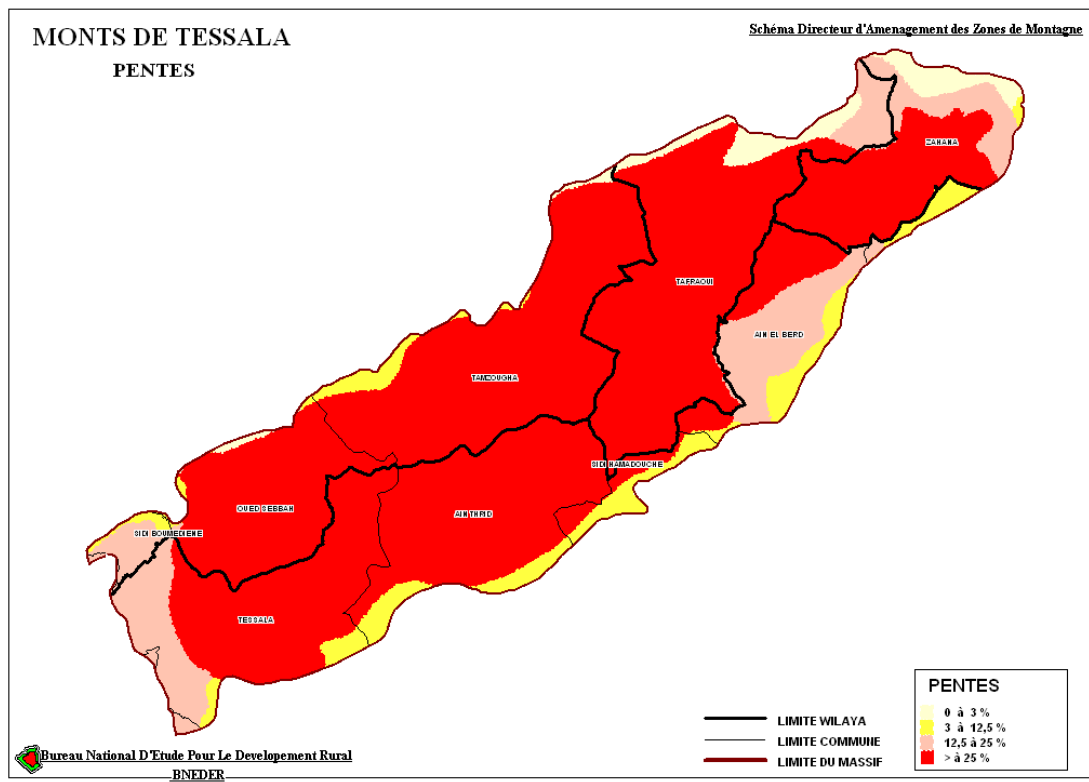 MONTS DE TESSALA
PENTES
Schéma Directeur d'Amenagement des Zones de Montagne
ZAHANA
TAFRAOUI
AIN EL BERD
TAMZOUGHA
SIDI HAMADOUCHE
OUED SEBBAH
AIN THRID
SIDI BOUMEDIENE
TESSALA
PENTES
0 à 3 %
3 à 12,5 %
12,5 à 25 %
> à 25 %
LIMITE WILAYA
LIMITE COMMUNE
LIMITE DU MASSIF
Bureau National D'Etude Pour Le Developement Rural
BNEDER